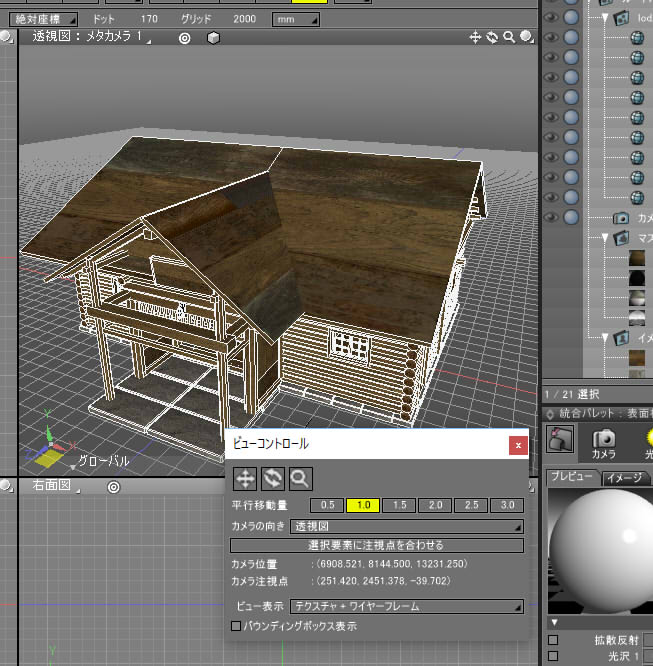 絶対座標 ドット 170 グリッド 2000 mm
透視図 : メタカメラ 1
lod
カメ
マス
イメ
グローバル
右面図
1 / 21 選択
統合パレット : 表面材
カメラ
光
プレビュー イメージ
拡散反射
光沢 1
ビューコントロール
x
平行移動量 0.5 1.0 1.5 2.0 2.5 3.0
カメラの向き 透視図
選択要素に注視点を合わせる
カメラ位置 : (6908.521, 8144.500, 13231.250)
カメラ注視点 : (251.420, 2451.378, -39.702)
ビュー表示 テクスチャ + ワイヤーフレーム
バウンディングボックス表示
Y